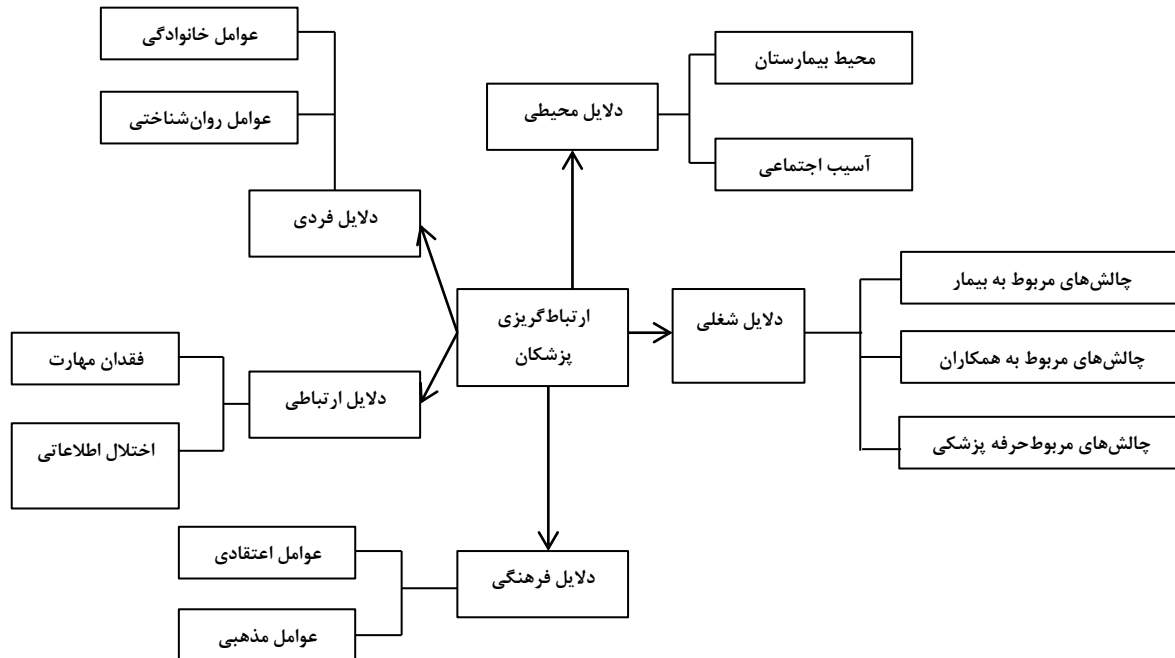 عوامل خانوادگی
عوامل روان‌شناختی
دلایل فردی
محیط بیمارستان
دلایل محیطی
آسیب اجتماعی
ارتباط‌گریزی
پزشکان
دلایل شغلی
چالش‌های مربوط به بیمار
چالش‌های مربوط به همکاران
چالش‌های مربوط‌حرفه پزشکی
فقدان مهارت
دلایل ارتباطی
اختلال اطلاعاتی
عوامل اعتقادی
دلایل فرهنگی
عوامل مذهبی